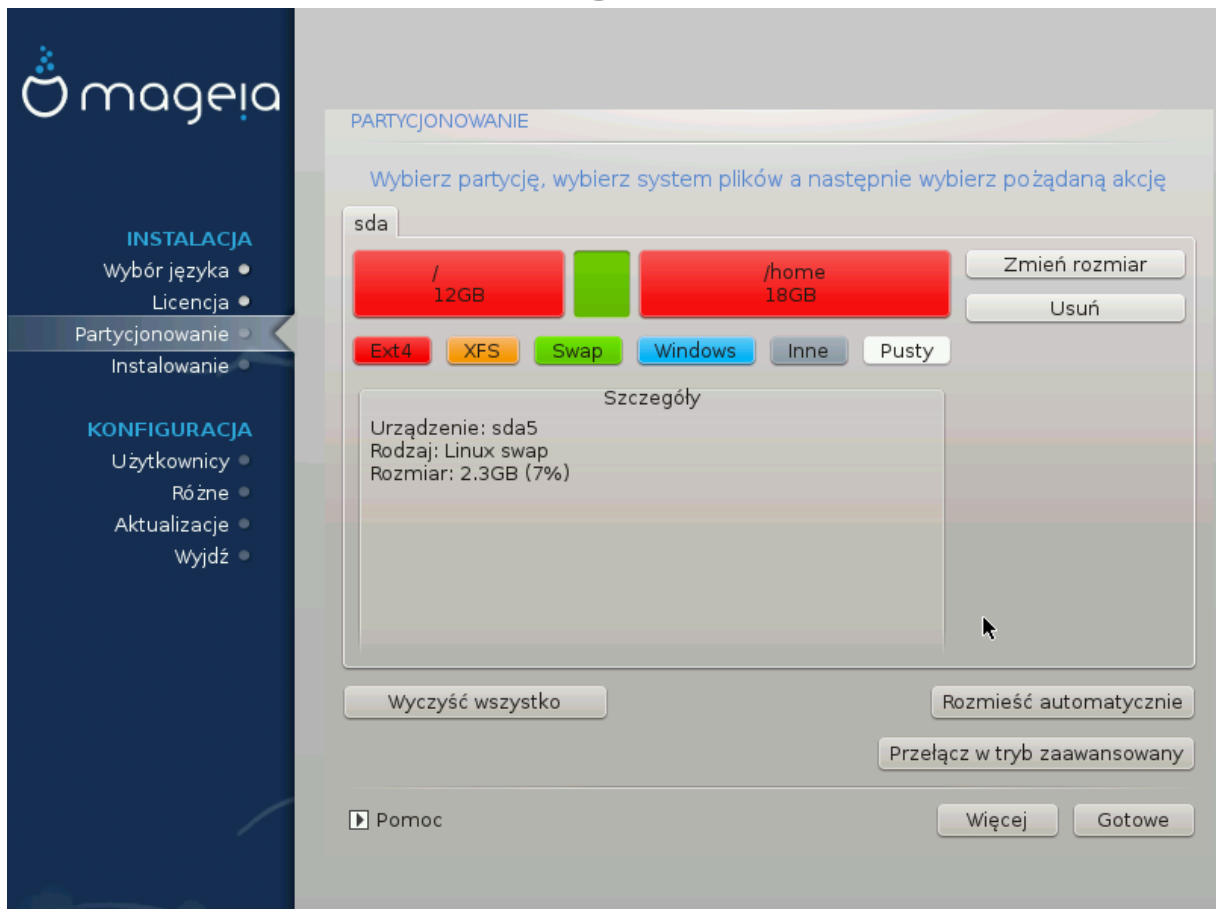 mageia
INSTALACJA
Wybór języka
Licencja
Partycjonowanie
Instalowanie
KONFIGURACJA
Użytkownicy
Różne
Aktualizacje
Wyjdź
PARTYCJONOWANIE
Wybierz partycję, wybierz system plików a następnie wybierz pożądaną akcję
sda
/
12GB
/home
18GB
Zmień rozmiar
Usuń
Ext4 XFS Swap Windows Inne Pusty
Szczegóły
Urządzenie: sda5
Rodzaj: Linux swap
Rozmiar: 2.3GB (7%)
Wyczyść wszystko
Rozmieść automatycznie
Przełącz w tryb zaawansowany
Pomoc
Więcej
Gotowe